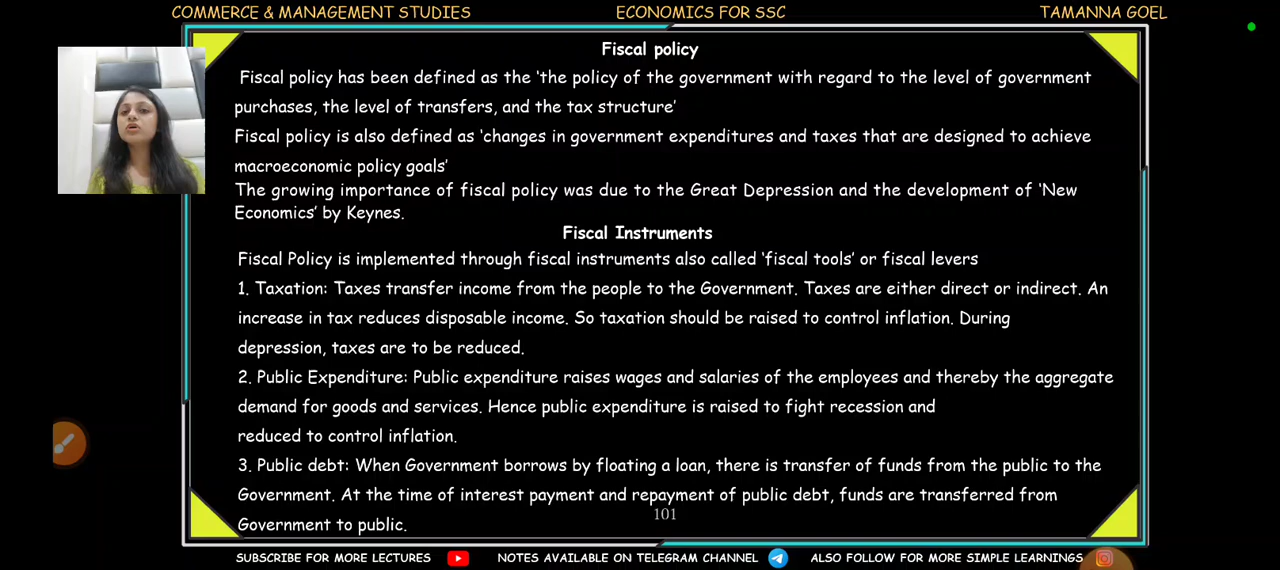 COMMERCE & MANAGEMENT STUDIES ECONOMICS FOR SSC TAMANNA GOEL
Fiscal policy
Fiscal policy has been defined as the ‘the policy of the government with regard to the level of government
purchases, the level of transfers, and the tax structure’
Fiscal policy is also defined as ‘changes in government expenditures and taxes that are designed to achieve
macroeconomic policy goals’
The growing importance of fiscal policy was due to the Great Depression and the development of ‘New
Economics’ by Keynes.
Fiscal Instruments
Fiscal Policy is implemented through fiscal instruments also called ‘fiscal tools’ or fiscal levers
1. Taxation: Taxes transfer income from the people to the Government. Taxes are either direct or indirect. An
increase in tax reduces disposable income. So taxation should be raised to control inflation. During
depression, taxes are to be reduced.
2. Public Expenditure: Public expenditure raises wages and salaries of the employees and thereby the aggregate
demand for goods and services. Hence public expenditure is raised to fight recession and
reduced to control inflation.
3. Public debt: When Government borrows by floating a loan, there is transfer of funds from the public to the
Government. At the time of interest payment and repayment of public debt, funds are transferred from
Government to public.
101
SUBSCRIBE FOR MORE LECTURES NOTES AVAILABLE ON TELEGRAM CHANNEL ALSO FOLLOW FOR MORE SIMPLE LEARNINGS